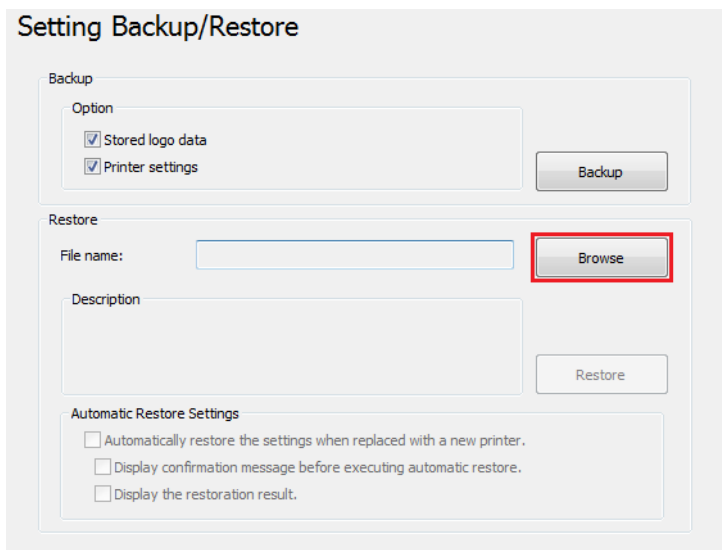 Setting Backup/Restore
Backup
Option
Stored logo data
Printer settings
Backup
Restore
File name:
Browse
Description
Restore
Automatic Restore Settings
Automatically restore the settings when replaced with a new printer.
Display confirmation message before executing automatic restore.
Display the restoration result.